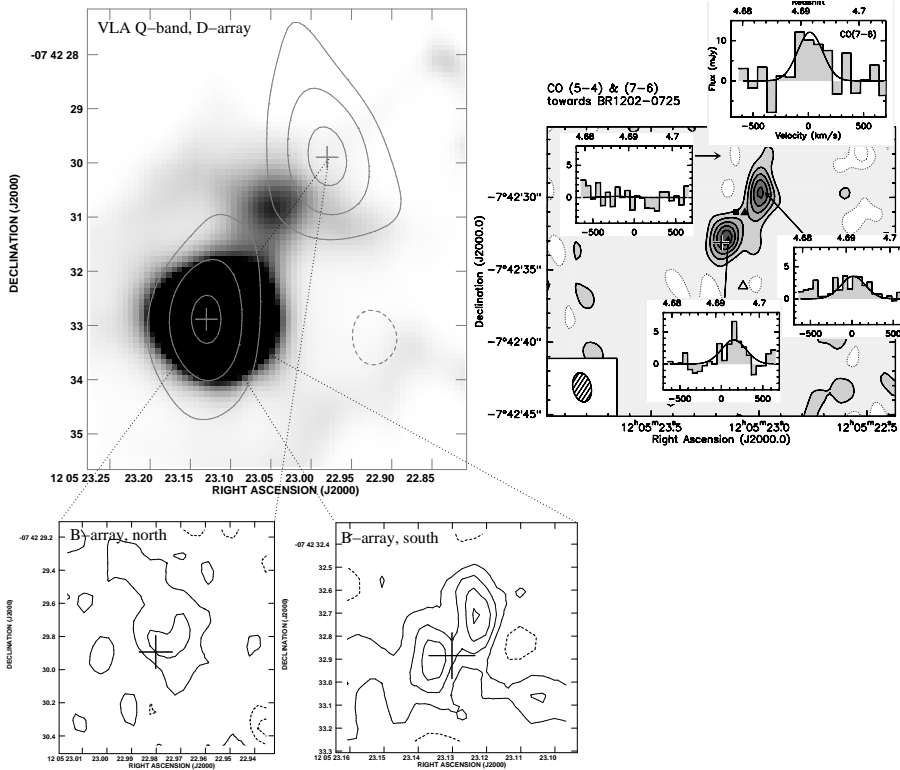 VLA Q−band, D−array
-07 42 28
29
30
31
32
33
34
35
DECLINATION (J2000)
12 05 23.25 23.20 23.15 23.10 23.05 23.00 22.95 22.90 22.85
RIGHT ASCENSION (J2000)
Redshift
4.68 4.69 4.7
CO(7−6)
Flux (mJy)
10
0
−500 0 500
Velocity (km/s)
CO (5−4) & (7−6)
towards BR1202−0725
4.68 4.69 4.7
5
0
−500 0 500
4.68 4.69 4.7
5
0
−500 0 500
4.68 4.69 4.7
5
0
−500 0 500
Declination (J2000.0)
−7°42'30"
−7°42'35"
−7°42'40"
−7°42'45"
12ʰ05ᵐ23ˢ.5 12ʰ05ᵐ23ˢ.0 12ʰ05ᵐ22ˢ.5
Right Ascension (J2000.0)
B−array, north
-07 42 29.2
29.4
29.6
29.8
30.0
30.2
30.4
DECLINATION (J2000)
12 05 23.01 23.00 22.99 22.98 22.97 22.96 22.95 22.94
RIGHT ASCENSION (J2000)
B−array, south
-07 42 32.4
32.6
32.7
32.8
32.9
33.0
33.1
33.2
33.3
DECLINATION (J2000)
12 05 23.16 23.15 23.14 23.13 23.12 23.11 23.10
RIGHT ASCENSION (J2000)